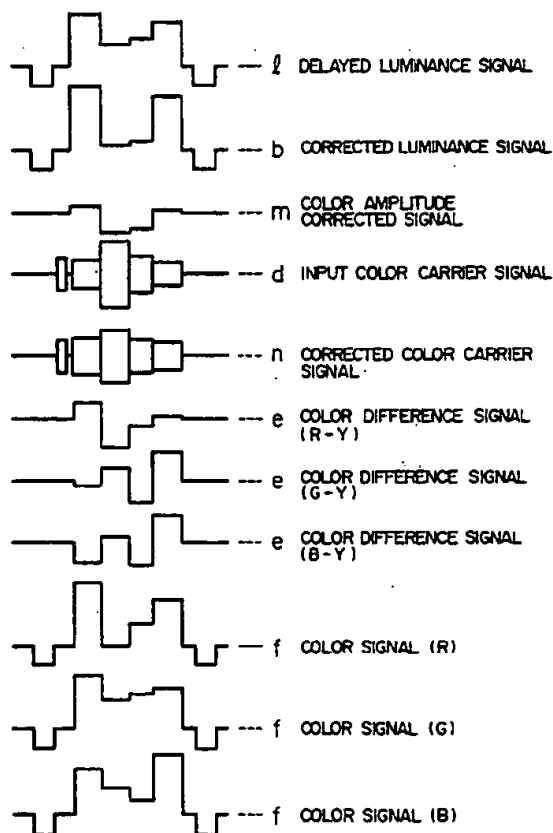 --- l DELAYED LUMINANCE SIGNAL
--- b CORRECTED LUMINANCE SIGNAL
--- m COLOR AMPLITUDE
CORRECTED SIGNAL
--- d INPUT COLOR CARRIER SIGNAL
--- n CORRECTED COLOR CARRIER
SIGNAL
--- e COLOR DIFFERENCE SIGNAL
(R-Y)
--- e COLOR DIFFERENCE SIGNAL
(G-Y)
--- e COLOR DIFFERENCE SIGNAL
(B-Y)
— f COLOR SIGNAL (R)
--- f COLOR SIGNAL (G)
--- f COLOR SIGNAL (B)